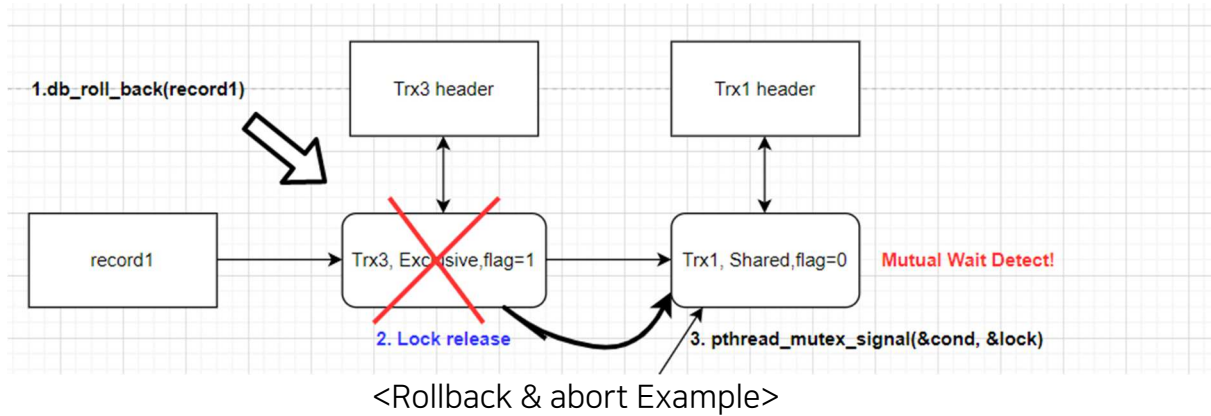 1.db_roll_back(record1)
Trx3 header
Trx1 header
record1
Trx3, Exclusive,flag=1
Trx1, Shared,flag=0
Mutual Wait Detect!
2. Lock release
3. pthread_mutex_signal(&cond, &lock)
<Rollback & abort Example>